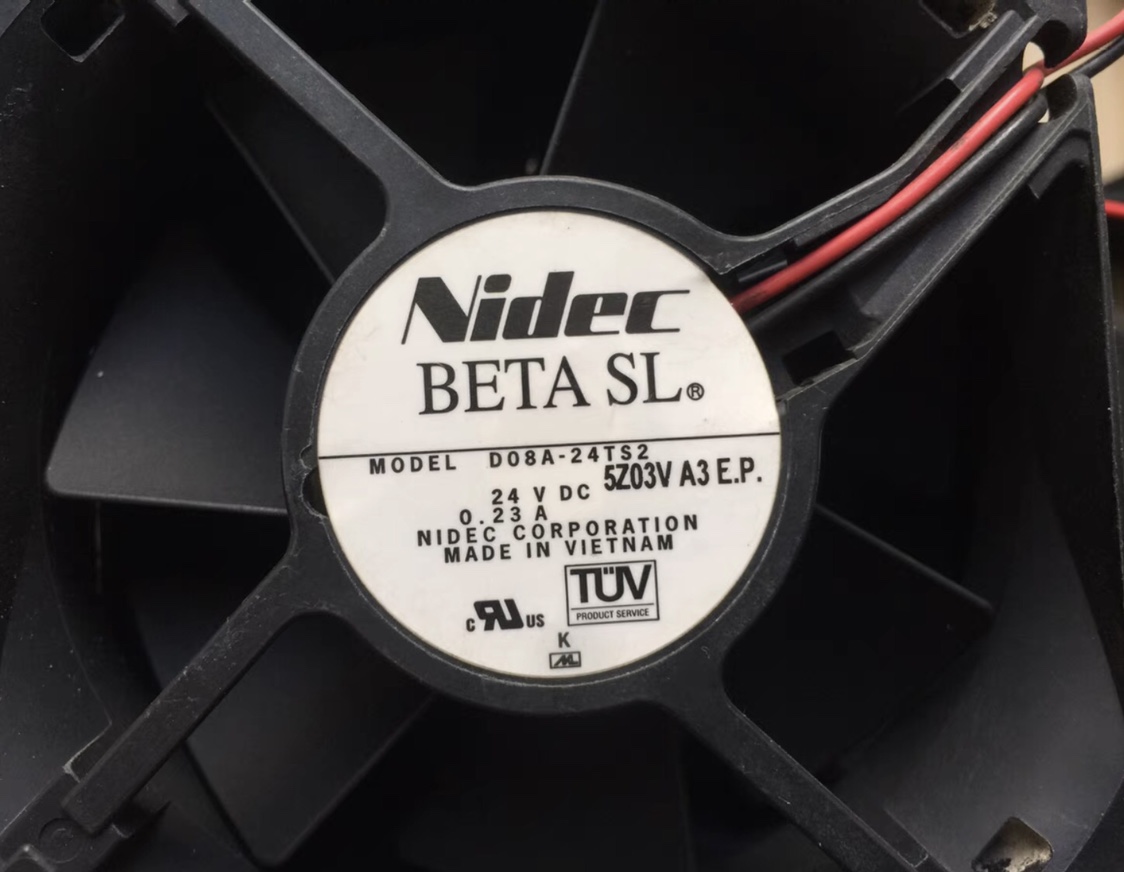 Nidec
BETA SL®
MODEL D08A-24TS2
24 V DC 5Z03V A3 E.P.
0.23 A
NIDEC CORPORATION
MADE IN VIETNAM
c RU US
TÜV
PRODUCT SERVICE
K